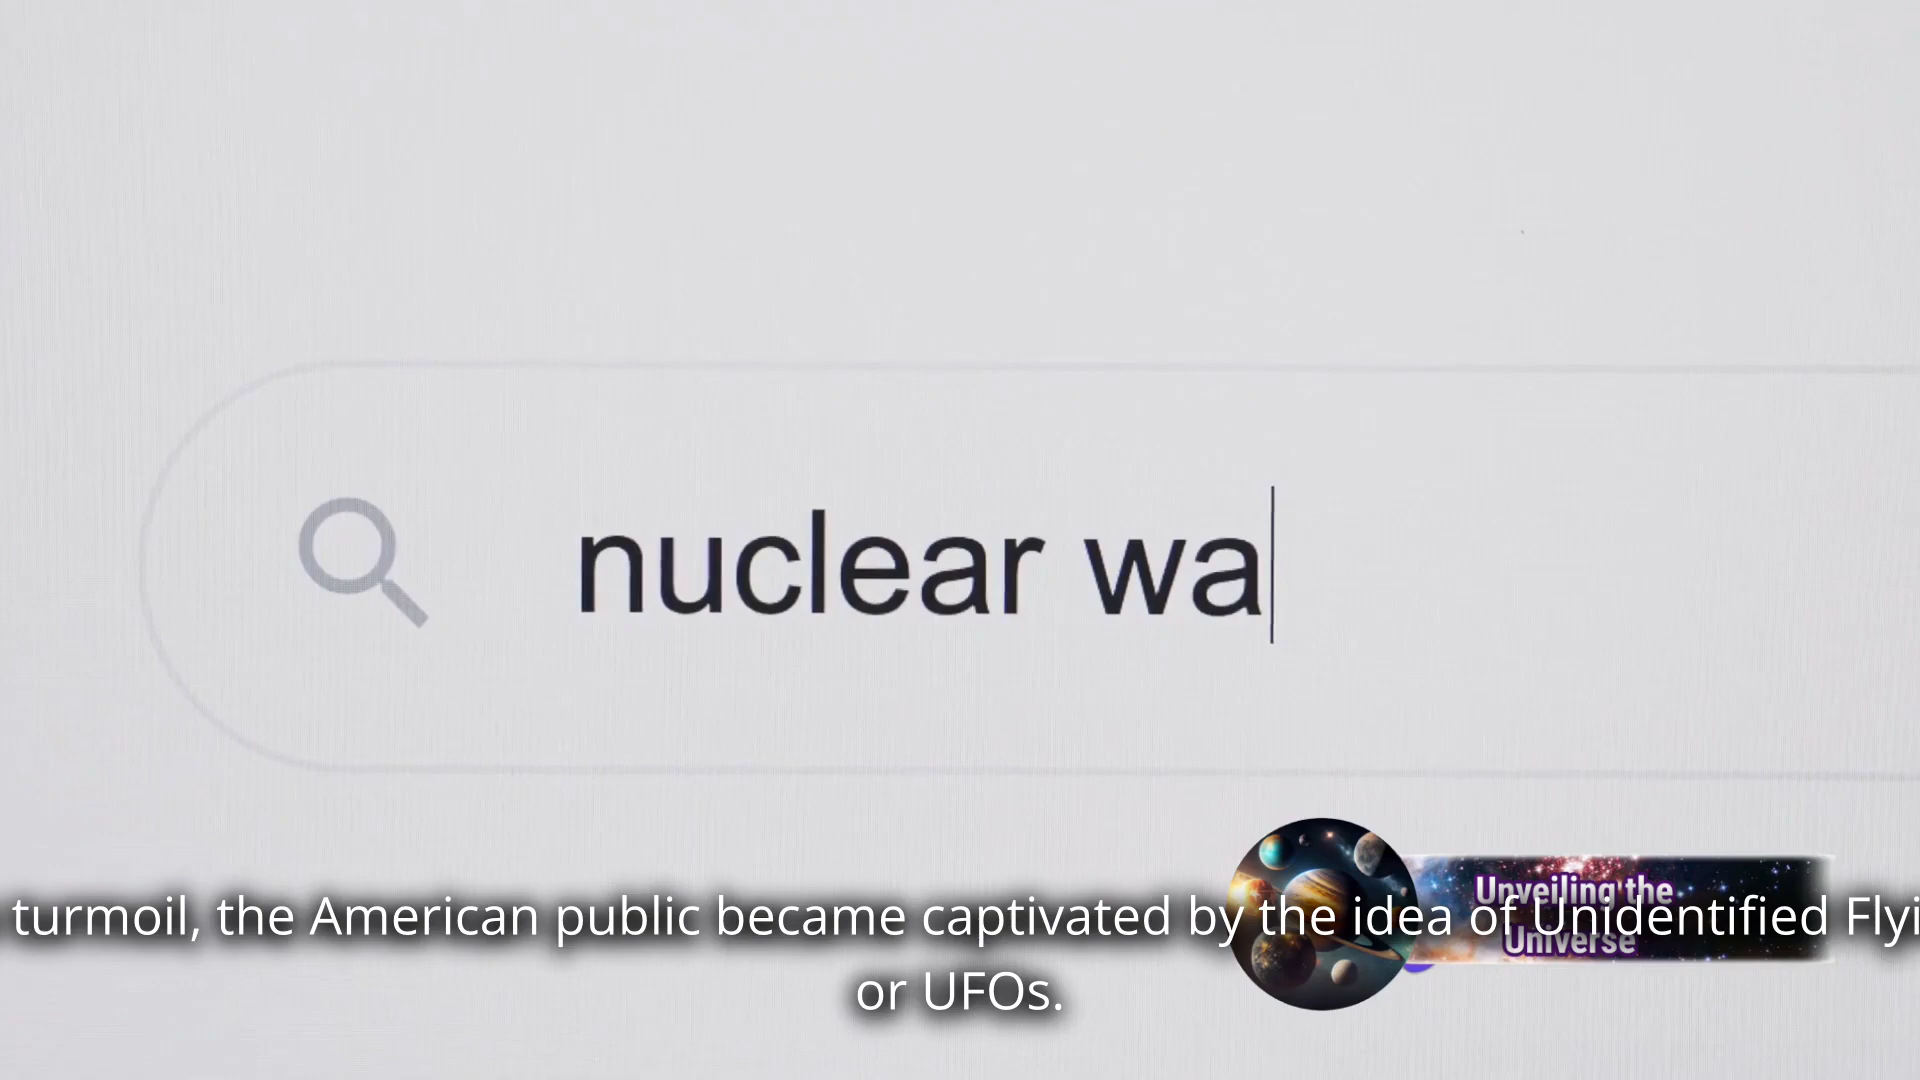 nuclear wa
Unveiling the
Universe
turmoil, the American public became captivated by the idea of Unidentified Flyi
or UFOs.